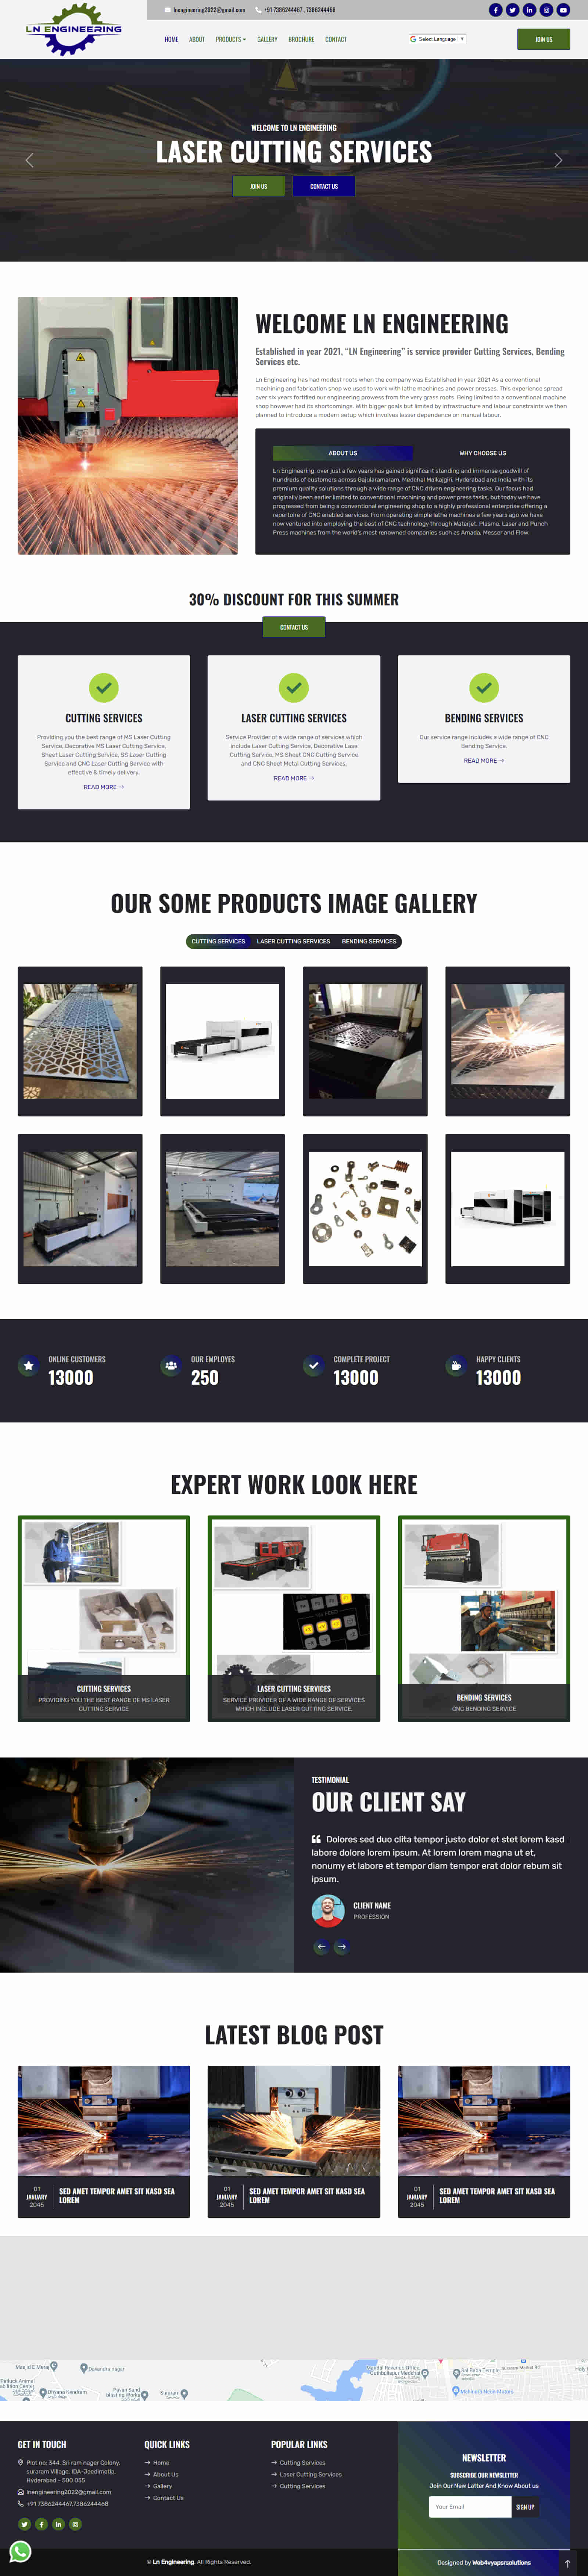 lnengineering2022@gmail.com +91 7386244467 , 7386244468
LN ENGINEERING
HOME ABOUT PRODUCTS GALLERY BROCHURE CONTACT
Select Language
JOIN US
WELCOME TO LN ENGINEERING
LASER CUTTING SERVICES
JOIN US CONTACT US
WELCOME LN ENGINEERING
Established in year 2021, “LN Engineering” is service provider Cutting Services, Bending
Services etc.
Ln Engineering has had modest roots when the company was Established in year 2021 As a conventional
machining and fabrication shop we used to work with lathe machines and power presses. This experience spread
over six years fortified our engineering prowess from the very grass roots. Being limited to a conventional machine
shop however had its shortcomings. With bigger goals but limited by infrastructure and labour constraints we then
planned to introduce a modern setup which involves lesser dependence on manual labour.
ABOUT US WHY CHOOSE US
Ln Engineering, over just a few years has gained significant standing and immense goodwill of
hundreds of customers across Gajularamaram, Medchal Malkajgiri, Hyderabad and India with its
premium quality solutions through a wide range of CNC driven engineering tasks. Our focus had
originally been earlier limited to conventional machining and power press tasks, but today we have
progressed from being a conventional engineering shop to a highly professional enterprise offering a
repertoire of CNC enabled services. From operating simple lathe machines a few years ago we have
now ventured into employing the best of CNC technology through Waterjet, Plasma, Laser and Punch
Press machines from the world's most renowned companies such as Amada, Messer and Flow.
30% DISCOUNT FOR THIS SUMMER
CONTACT US
CUTTING SERVICES
Providing you the best range of MS Laser Cutting
Service, Decorative MS Laser Cutting Service,
Sheet Laser Cutting Service, SS Laser Cutting
Service and CNC Laser Cutting Service with
effective & timely delivery.
READ MORE
LASER CUTTING SERVICES
Service Provider of a wide range of services which
include Laser Cutting Service, Decorative Lase
Cutting Service, MS Sheet CNC Cutting Service
and CNC Sheet Metal Cutting Services.
READ MORE
BENDING SERVICES
Our service range includes a wide range of CNC
Bending Service.
READ MORE
OUR SOME PRODUCTS IMAGE GALLERY
CUTTING SERVICES LASER CUTTING SERVICES BENDING SERVICES
ONLINE CUSTOMERS
13000
OUR EMPLOYES
250
COMPLETE PROJECT
13000
HAPPY CLIENTS
13000
EXPERT WORK LOOK HERE
CUTTING SERVICES
PROVIDING YOU THE BEST RANGE OF MS LASER
CUTTING SERVICE
LASER CUTTING SERVICES
SERVICE PROVIDER OF A WIDE RANGE OF SERVICES
WHICH INCLUDE LASER CUTTING SERVICE,
BENDING SERVICES
CNC BENDING SERVICE
TESTIMONIAL
OUR CLIENT SAY
Dolores sed duo clita tempor justo dolor et stet lorem kasd
labore dolore lorem ipsum. At lorem lorem magna ut et,
nonumy et labore et tempor diam tempor erat dolor rebum sit
ipsum.
CLIENT NAME
PROFESSION
LATEST BLOG POST
01
JANUARY
2045
SED AMET TEMPOR AMET SIT KASD SEA
LOREM
01
JANUARY
2045
SED AMET TEMPOR AMET SIT KASD SEA
LOREM
01
JANUARY
2045
SED AMET TEMPOR AMET SIT KASD SEA
LOREM
Dasandra nagar
Dhyana Kendram
Pavan Sand
Suraram
Sai Baba Temple
Suraram Market Rd
GET IN TOUCH
Plot no: 344, Sri ram nager Colony,
suraram Village, IDA-Jeedimetla,
Hyderabad - 500 055
lnengineering2022@gmail.com
+91 7386244467,7386244468
QUICK LINKS
Home
About Us
Gallery
Contact Us
POPULAR LINKS
Cutting Services
Laser Cutting Services
Cutting Services
NEWSLETTER
SUBSCRIBE OUR NEWSLETTER
Join Our New Latter And Know About us
Your Email SIGN UP
© Ln Engineering. All Rights Reserved.
Designed by Web4vyapsrsolutions